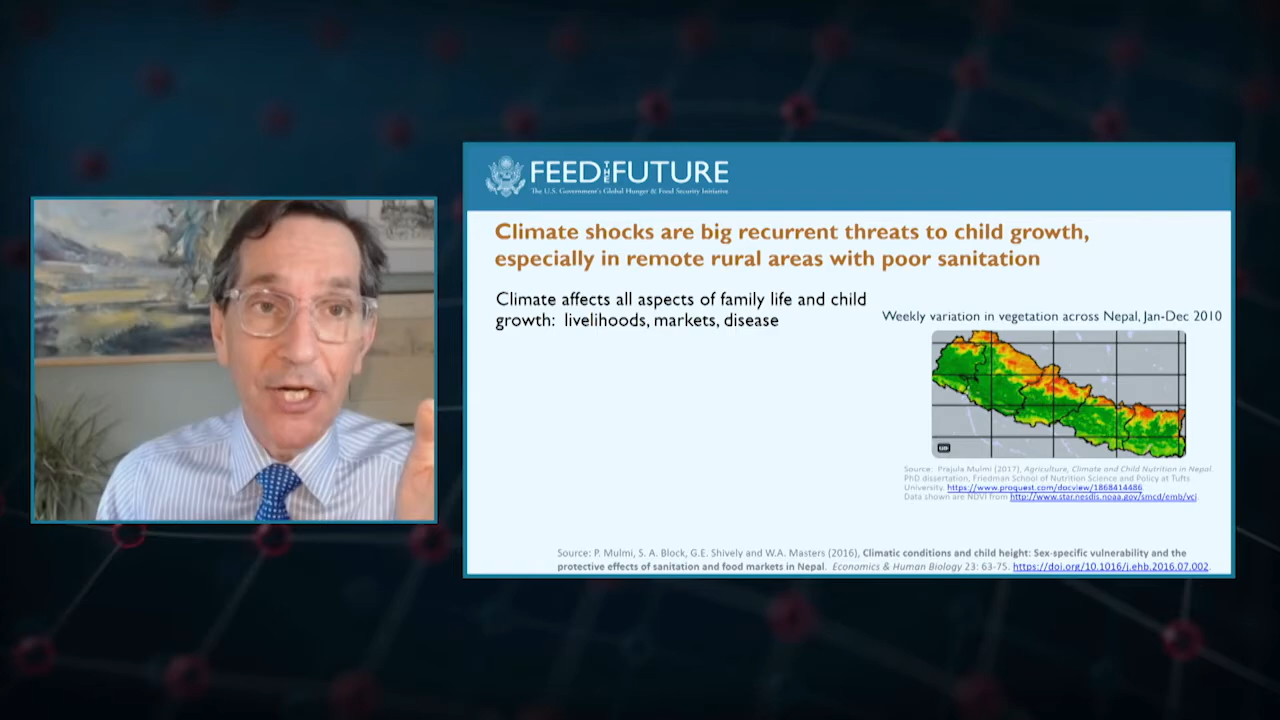 FEED THE FUTURE
The U.S. Government's Global Hunger & Food Security Initiative
Climate shocks are big recurrent threats to child growth,
especially in remote rural areas with poor sanitation
Climate affects all aspects of family life and child
growth: livelihoods, markets, disease
Weekly variation in vegetation across Nepal, Jan-Dec 2010
Source: Prajula Mulmi (2017), Agriculture, Climate and Child Nutrition in Nepal.
PhD dissertation, Friedman School of Nutrition Science and Policy at Tufts
University. https://www.proquest.com/docview/1868414486
Data shown are NDVI from http://www.star.nesdis.noaa.gov/smcd/emb/vci
Source: P. Mulmi, S. A. Block, G.E. Shively and W.A. Masters (2016), Climatic conditions and child height: Sex-specific vulnerability and the
protective effects of sanitation and food markets in Nepal. Economics & Human Biology 23: 63-75. https://doi.org/10.1016/j.ehb.2016.07.002.